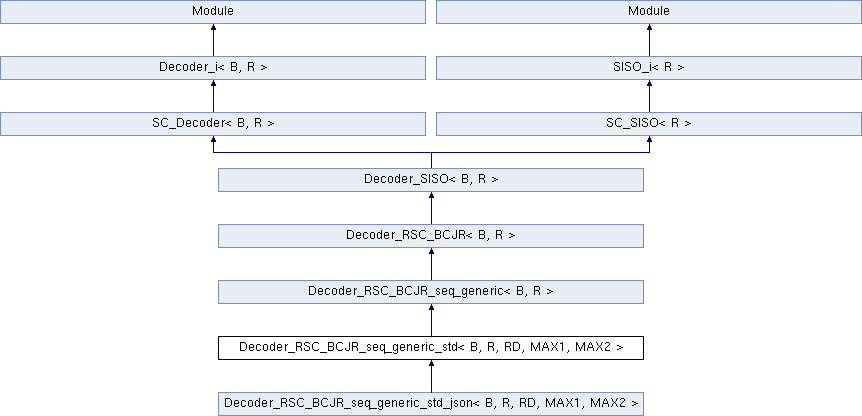 Module
Module
Decoder_i< B, R >
SISO_i< R >
SC_Decoder< B, R >
SC_SISO< R >
Decoder_SISO< B, R >
Decoder_RSC_BCJR< B, R >
Decoder_RSC_BCJR_seq_generic< B, R >
Decoder_RSC_BCJR_seq_generic_std< B, R, RD, MAX1, MAX2 >
Decoder_RSC_BCJR_seq_generic_std_json< B, R, RD, MAX1, MAX2 >